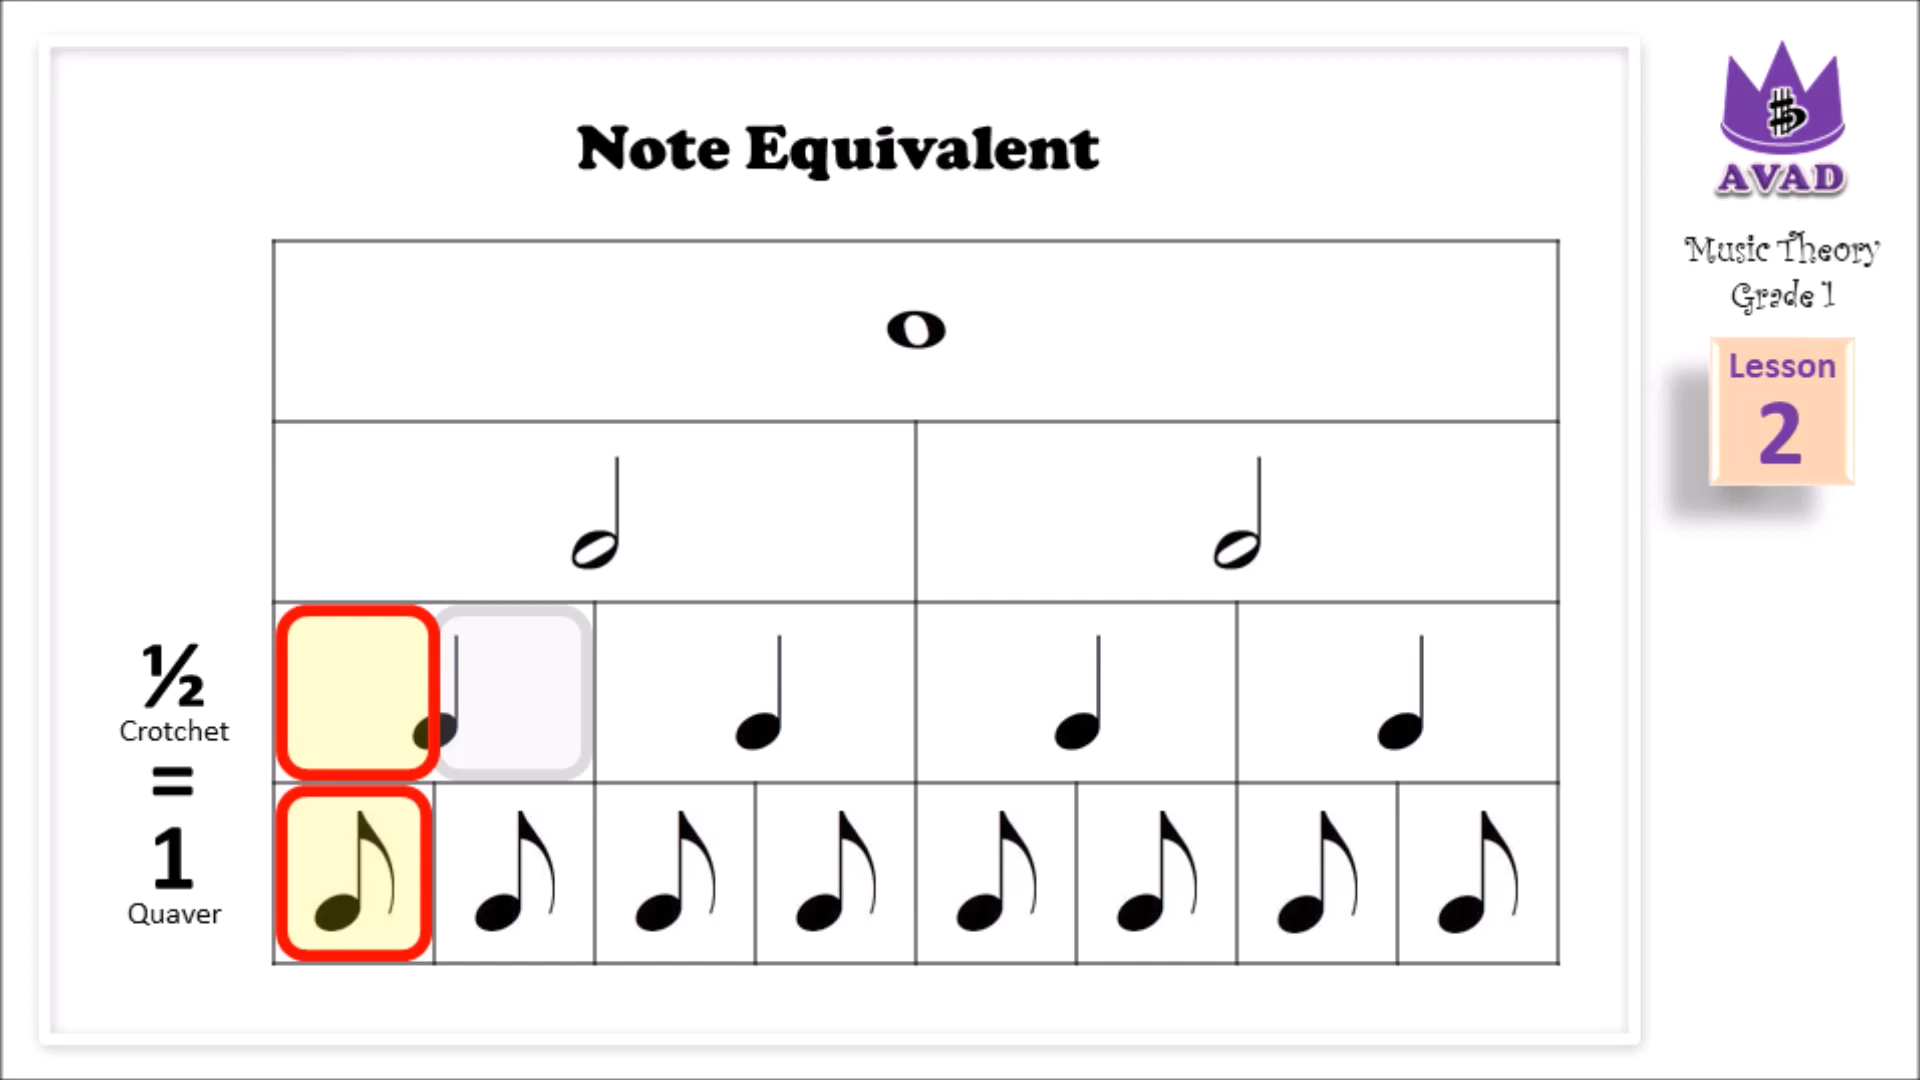 Note Equivalent
½
Crotchet
=
1
Quaver
AVAD
Music Theory
Grade 1
Lesson
2